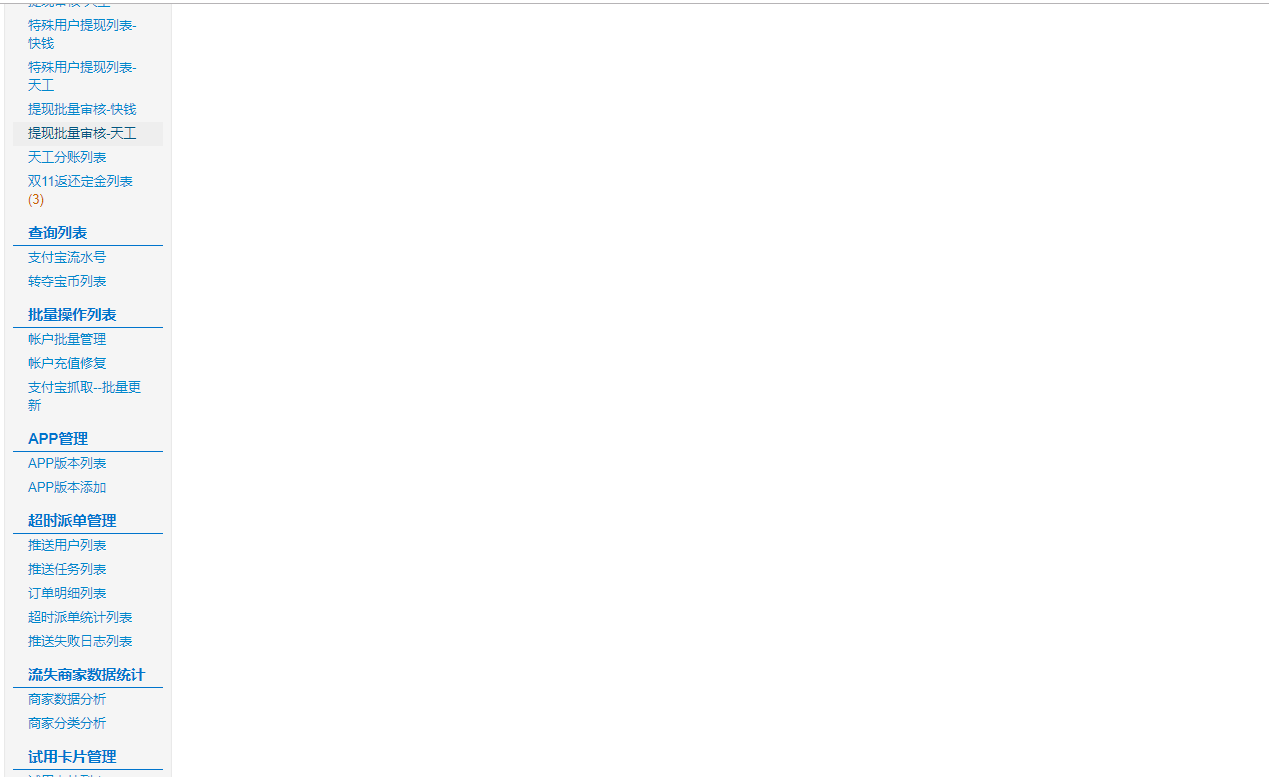 特殊用户提现列表-
快钱
特殊用户提现列表-
天工
提现批量审核-快钱
提现批量审核-天工
天工分账列表
双11返还定金列表
(3)
查询列表
支付宝流水号
转夺宝币列表
批量操作列表
帐户批量管理
帐户充值修复
支付宝抓取--批量更
新
APP管理
APP版本列表
APP版本添加
超时派单管理
推送用户列表
推送任务列表
订单明细列表
超时派单统计列表
推送失败日志列表
流失商家数据统计
商家数据分析
商家分类分析
试用卡片管理